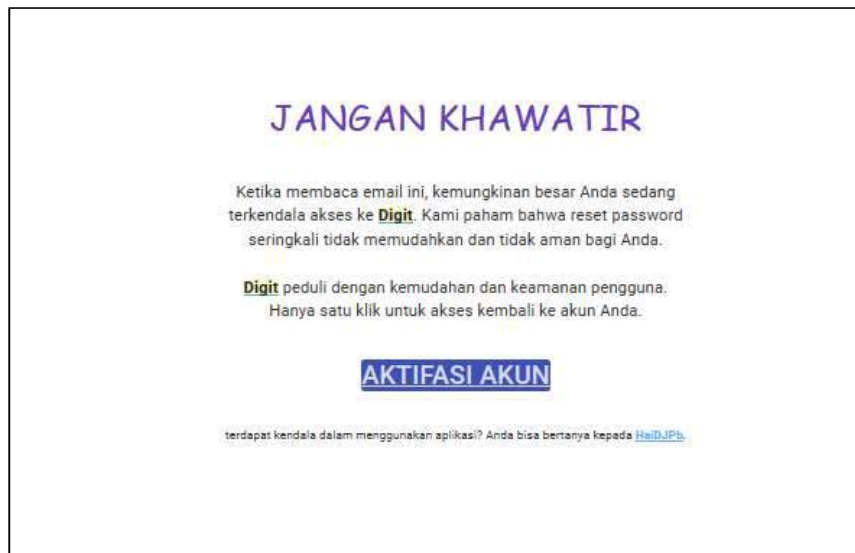 JANGAN KHAWATIR
Ketika membaca email ini, kemungkinan besar Anda sedang
terkendala akses ke Digit. Kami paham bahwa reset password
seringkali tidak memudahkan dan tidak aman bagi Anda.
Digit peduli dengan kemudahan dan keamanan pengguna.
Hanya satu klik untuk akses kembali ke akun Anda.
AKTIFASI AKUN
terdapat kendala dalam menggunakan aplikasi? Anda bisa bertanya kepada HaiDJPb.